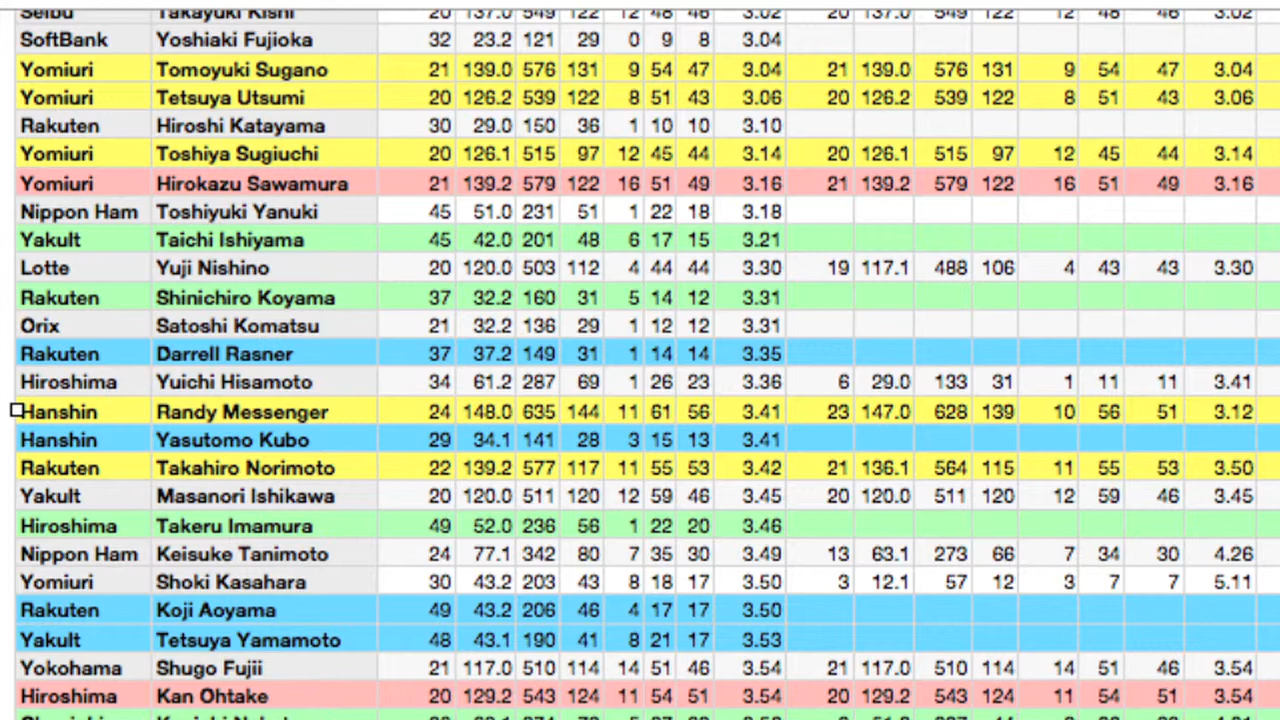 Seibu Takayuki Kishi 20 137.0 549 122 12 48 46 3.02 20 137.0 549 122 12 48 46 3.02
SoftBank Yoshiaki Fujioka 32 23.2 121 29 0 9 8 3.04
Yomiuri Tomoyuki Sugano 21 139.0 576 131 9 54 47 3.04 21 139.0 576 131 9 54 47 3.04
Yomiuri Tetsuya Utsumi 20 126.2 539 122 8 51 43 3.06 20 126.2 539 122 8 51 43 3.06
Rakuten Hiroshi Katayama 30 29.0 150 36 1 10 10 3.10
Yomiuri Toshiya Sugiuchi 20 126.1 515 97 12 45 44 3.14 20 126.1 515 97 12 45 44 3.14
Yomiuri Hirokazu Sawamura 21 139.2 579 122 16 51 49 3.16 21 139.2 579 122 16 51 49 3.16
Nippon Ham Toshiyuki Yanuki 45 51.0 231 51 1 22 18 3.18
Yakult Taichi Ishiyama 45 42.0 201 48 6 17 15 3.21
Lotte Yuji Nishino 20 120.0 503 112 4 44 44 3.30 19 117.1 488 106 4 43 43 3.30
Rakuten Shinichiro Koyama 37 32.2 160 31 5 14 12 3.31
Orix Satoshi Komatsu 21 32.2 136 29 1 12 12 3.31
Rakuten Darrell Rasner 37 37.2 149 31 1 14 14 3.35
Hiroshima Yuichi Hisamoto 34 61.2 287 69 1 26 23 3.36 6 29.0 133 31 1 11 11 3.41
Hanshin Randy Messenger 24 148.0 635 144 11 61 56 3.41 23 147.0 628 139 10 56 51 3.12
Hanshin Yasutomo Kubo 29 34.1 141 28 3 15 13 3.41
Rakuten Takahiro Norimoto 22 139.2 577 117 11 55 53 3.42 21 136.1 564 115 11 55 53 3.50
Yakult Masanori Ishikawa 20 120.0 511 120 12 59 46 3.45 20 120.0 511 120 12 59 46 3.45
Hiroshima Takeru Imamura 49 52.0 236 56 1 22 20 3.46
Nippon Ham Keisuke Tanimoto 24 77.1 342 80 7 35 30 3.49 13 63.1 273 66 7 34 30 4.26
Yomiuri Shoki Kasahara 30 43.2 203 43 8 18 17 3.50 3 12.1 57 12 3 7 7 5.11
Rakuten Koji Aoyama 49 43.2 206 46 4 17 17 3.50
Yakult Tetsuya Yamamoto 48 43.1 190 41 8 21 17 3.53
Yokohama Shugo Fujii 21 117.0 510 114 14 51 46 3.54 21 117.0 510 114 14 51 46 3.54
Hiroshima Kan Ohtake 20 129.2 543 124 11 54 51 3.54 20 129.2 543 124 11 54 51 3.54